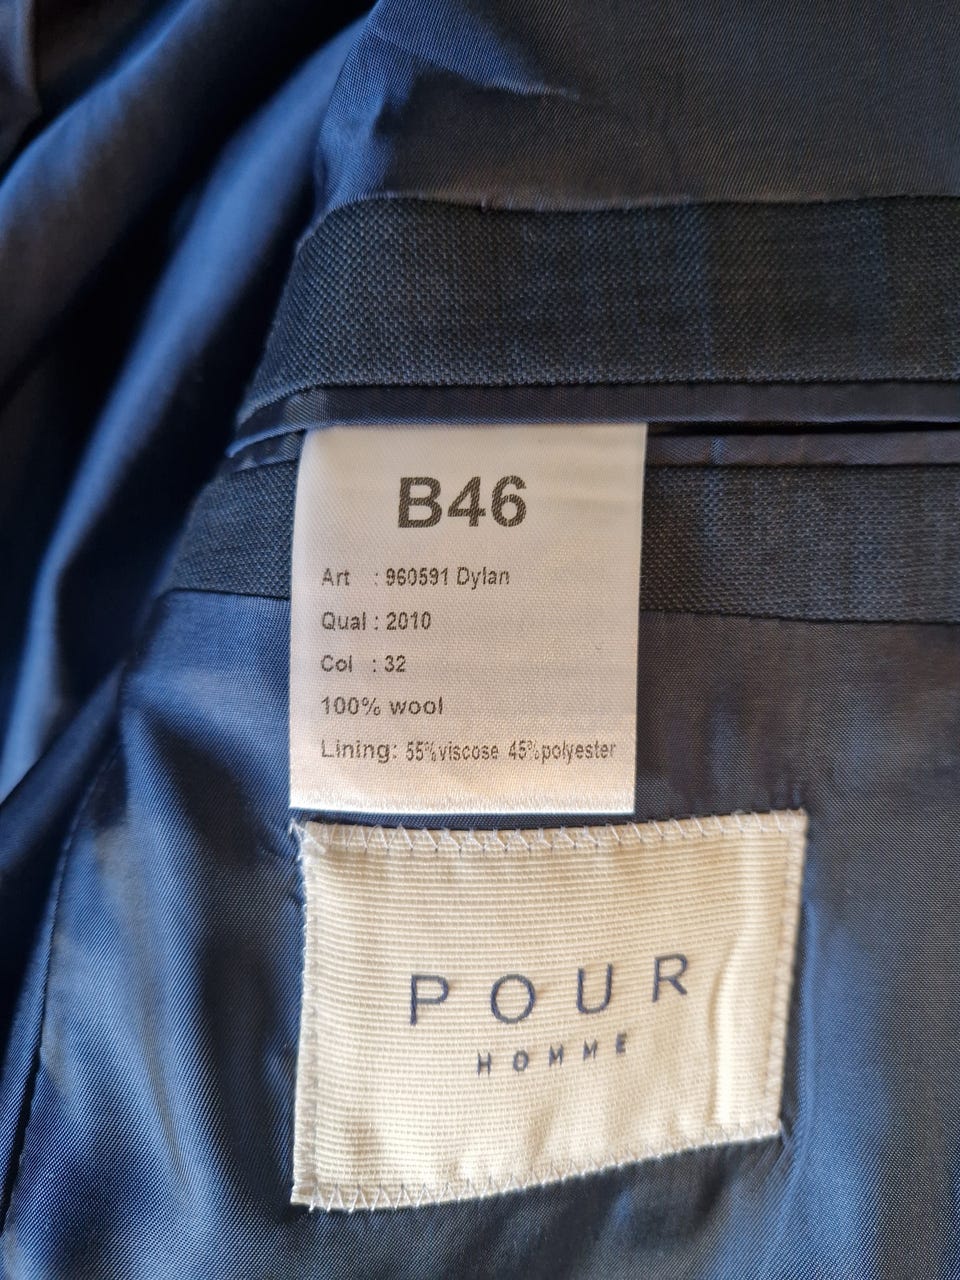 B46
Art : 960591 Dylan
Qual : 2010
Col : 32
100% wool
Lining: 55%viscose 45%polyester
POUR
HOMME